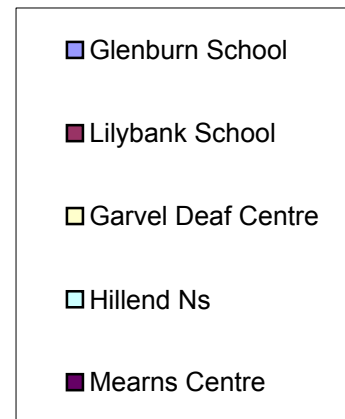 Glenburn School
Lilybank School
Garvel Deaf Centre
Hillend Ns
Mearns Centre